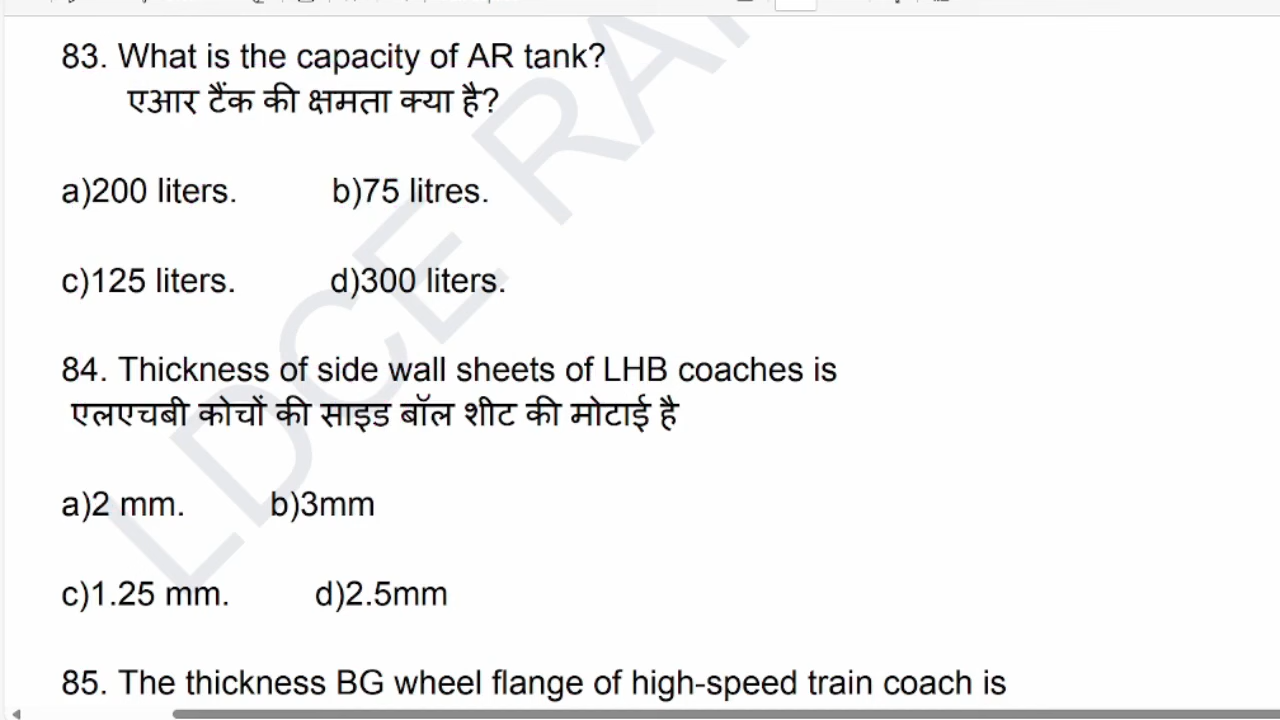 83. What is the capacity of AR tank?
एआर टैंक की क्षमता क्या है?
a)200 liters. b)75 litres.
c)125 liters. d)300 liters.
84. Thickness of side wall sheets of LHB coaches is
एलएचबी कोचों की साइड बॉल शीट की मोटाई है
a)2 mm. b)3mm
c)1.25 mm. d)2.5mm
85. The thickness BG wheel flange of high-speed train coach is
LDCE RA